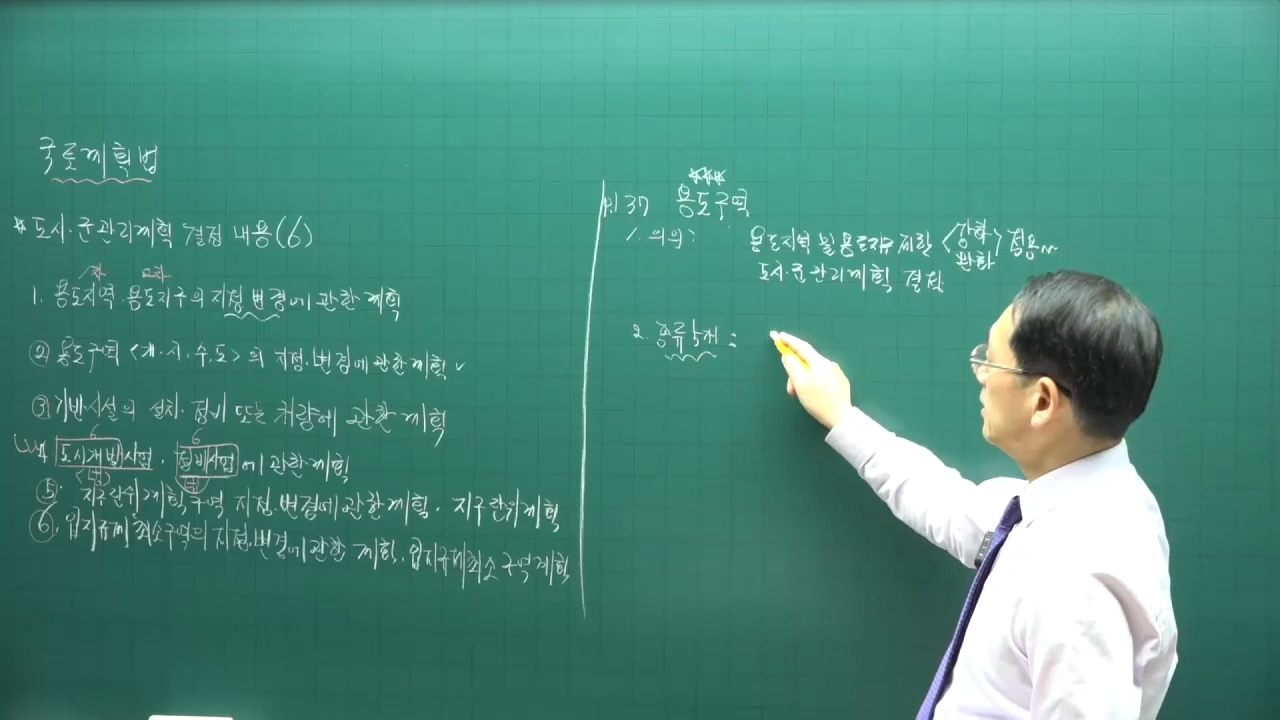 국토계획법
* 도시·군관리계획 결정 내용(6)
1차 2차
1. 용도지역·용도지구의 지정·변경에 관한 계획
② 용도구역 <개·시·수·도>의 지정·변경에 관한 계획 ✓
③ 기반시설의 설치·정비 또는 개량에 관한 계획
6 6
4 도시개발사업·정비사업에 관한 계획
⑤ 지구단위계획구역 지정·변경에 관한 계획·지구단위계획
⑥ 입지규제최소구역의 지정·변경에 관한 계획·입지규제최소구역계획
***
P.137 용도구역
1. 의의: 용도지역 및 용도지구 제한 <강화 완화> 적용
도시·군관리계획 결정
2. 종류: